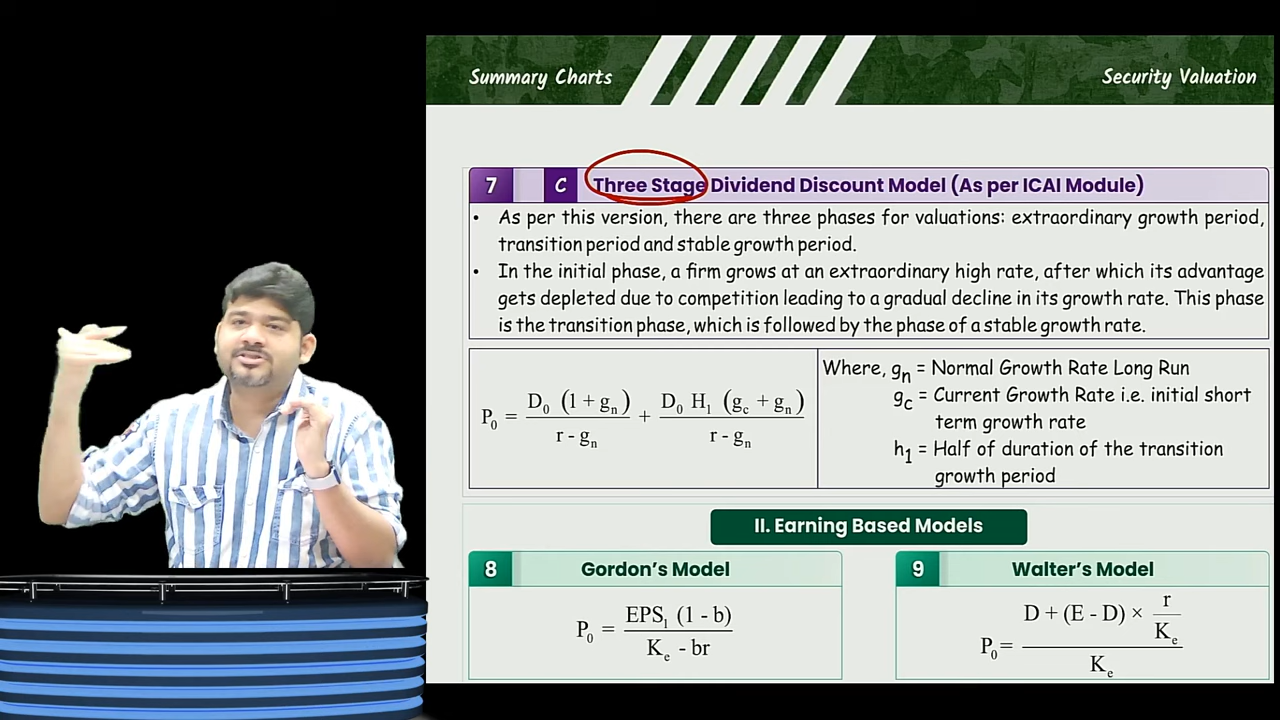 Summary Charts
Security Valuation
7 C Three Stage Dividend Discount Model (As per ICAI Module)
• As per this version, there are three phases for valuations: extraordinary growth period,
transition period and stable growth period.
• In the initial phase, a firm grows at an extraordinary high rate, after which its advantage
gets depleted due to competition leading to a gradual decline in its growth rate. This phase
is the transition phase, which is followed by the phase of a stable growth rate.
P₀ = D₀ (1 + gₙ) / r - gₙ + D₀ H₁ (g_c + gₙ) / r - gₙ
Where, gₙ = Normal Growth Rate Long Run
g_c = Current Growth Rate i.e. initial short
term growth rate
h₁ = Half of duration of the transition
growth period
II. Earning Based Models
8 Gordon's Model
P₀ = EPS₁ (1 - b) / Kₑ - br
9 Walter's Model
P₀ = D + (E - D) × r / Kₑ / Kₑ